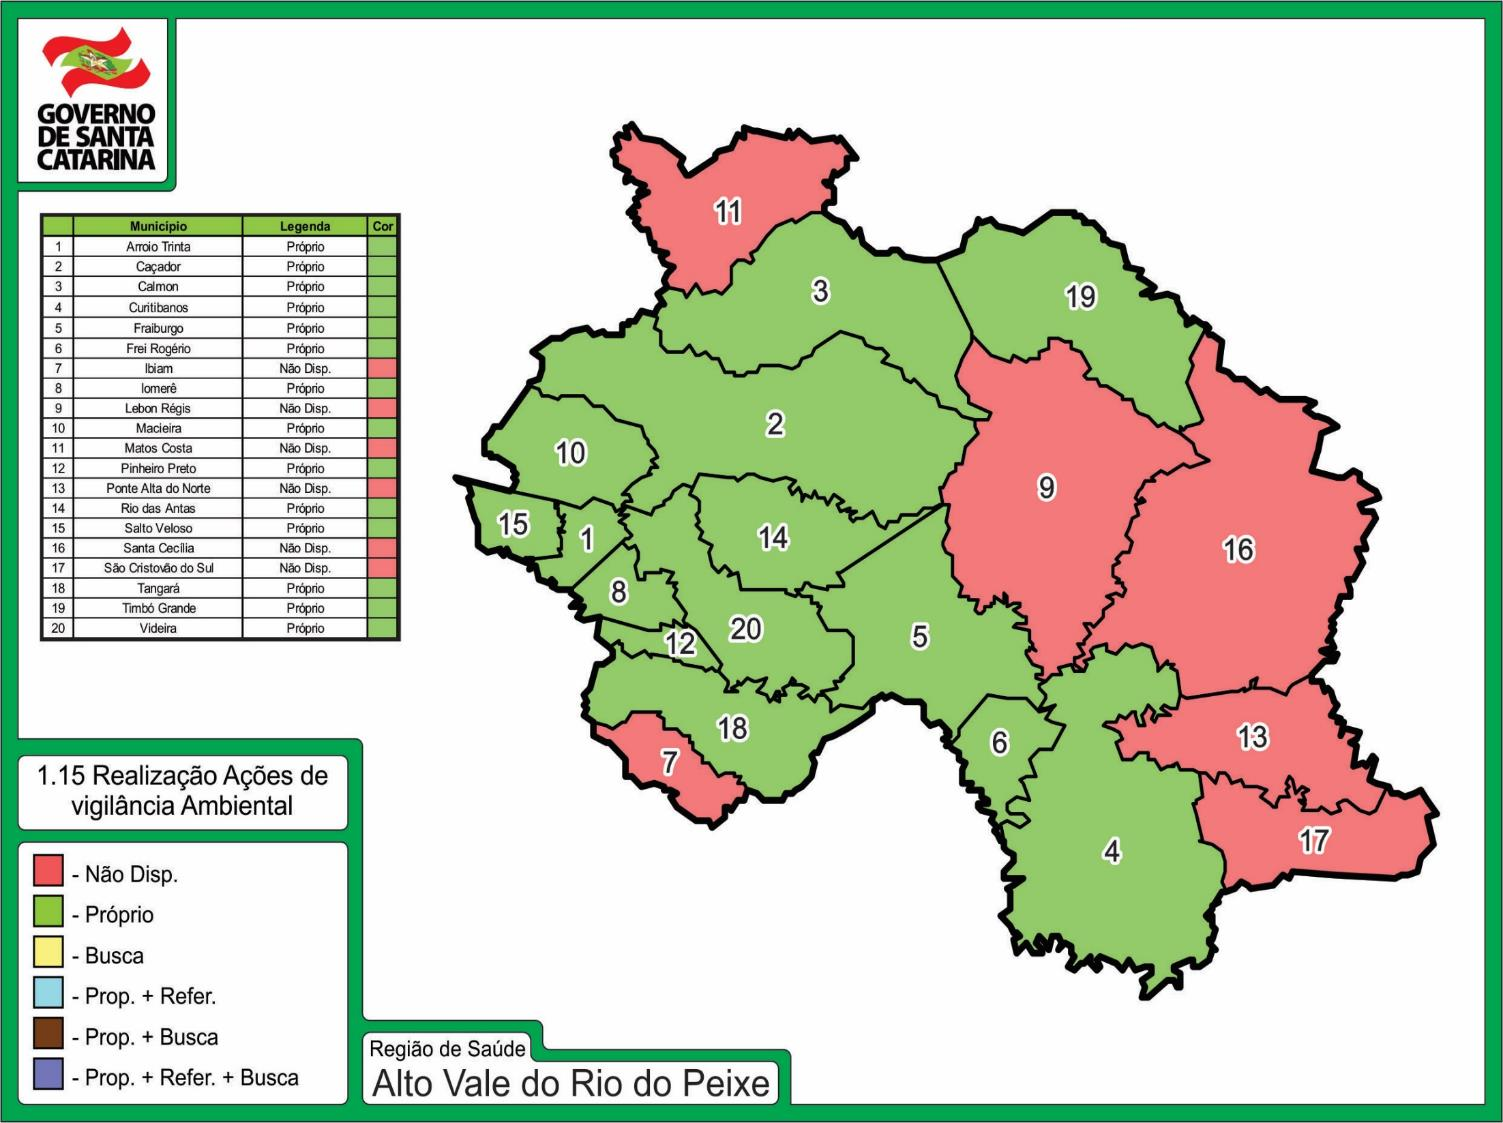 GOVERNO
DE SANTA
CATARINA
Município Legenda Cor
1 Arroio Trinta Próprio
2 Caçador Próprio
3 Calmon Próprio
4 Curitibanos Próprio
5 Fraiburgo Próprio
6 Frei Rogério Próprio
7 Ibiam Não Disp.
8 Iomerê Próprio
9 Lebon Régis Não Disp.
10 Macieira Próprio
11 Matos Costa Não Disp.
12 Pinheiro Preto Próprio
13 Ponte Alta do Norte Não Disp.
14 Rio das Antas Próprio
15 Salto Veloso Próprio
16 Santa Cecília Não Disp.
17 São Cristovão do Sul Não Disp.
18 Tangará Próprio
19 Timbó Grande Próprio
20 Videira Próprio
11
3
19
2
10
9
15
1
14
16
8
20
12
5
18
6
13
7
17
4
1.15 Realização Ações de
vigilância Ambiental
- Não Disp.
- Próprio
- Busca
- Prop. + Refer.
- Prop. + Busca
- Prop. + Refer. + Busca
Região de Saúde
Alto Vale do Rio do Peixe